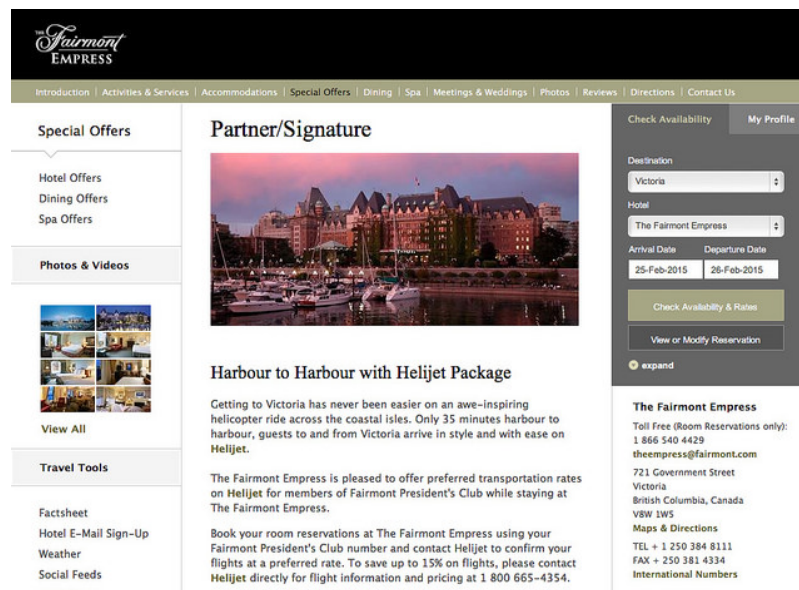 THE Fairmont
EMPRESS
Introduction | Activities & Services | Accommodations | Special Offers | Dining | Spa | Meetings & Weddings | Photos | Reviews | Directions | Contact Us
Special Offers
Hotel Offers
Dining Offers
Spa Offers
Photos & Videos
View All
Travel Tools
Factsheet
Hotel E-Mail Sign-Up
Weather
Social Feeds
Partner/Signature
Harbour to Harbour with Helijet Package
Getting to Victoria has never been easier on an awe-inspiring
helicopter ride across the coastal isles. Only 35 minutes harbour to
harbour, guests to and from Victoria arrive in style and with ease on
Helijet.
The Fairmont Empress is pleased to offer preferred transportation rates
on Helijet for members of Fairmont President's Club while staying at
The Fairmont Empress.
Book your room reservations at The Fairmont Empress using your
Fairmont President's Club number and contact Helijet to confirm your
flights at a preferred rate. To save up to 15% on flights, please contact
Helijet directly for flight information and pricing at 1 800 665-4354.
Check Availability
My Profile
Destination
Victoria
Hotel
The Fairmont Empress
Arrival Date Departure Date
25-Feb-2015 26-Feb-2015
Check Availability & Rates
View or Modify Reservation
expand
The Fairmont Empress
Toll Free (Room Reservations only):
1 866 540 4429
theempress@fairmont.com
721 Government Street
Victoria
British Columbia, Canada
V8W 1W5
Maps & Directions
TEL + 1 250 384 8111
FAX + 250 381 4334
International Numbers